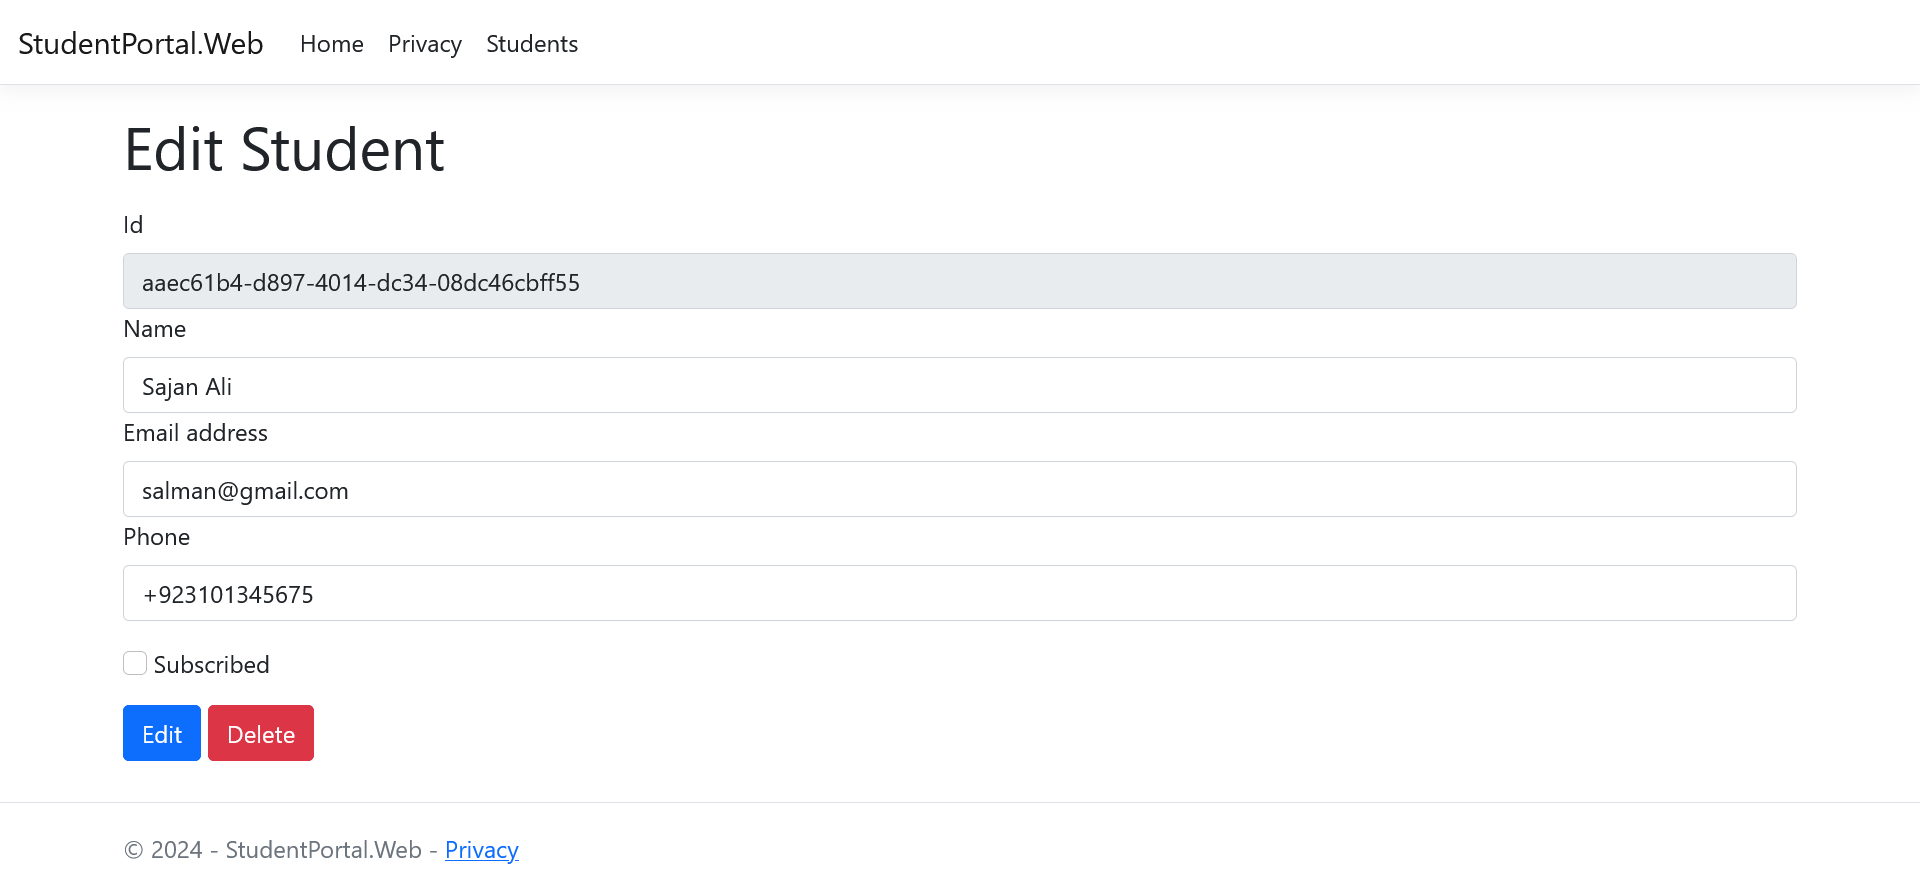 StudentPortal.Web Home Privacy Students
Edit Student
Id
aaec61b4-d897-4014-dc34-08dc46cbff55
Name
Sajan Ali
Email address
salman@gmail.com
Phone
+923101345675
Subscribed
Edit Delete
© 2024 - StudentPortal.Web - Privacy